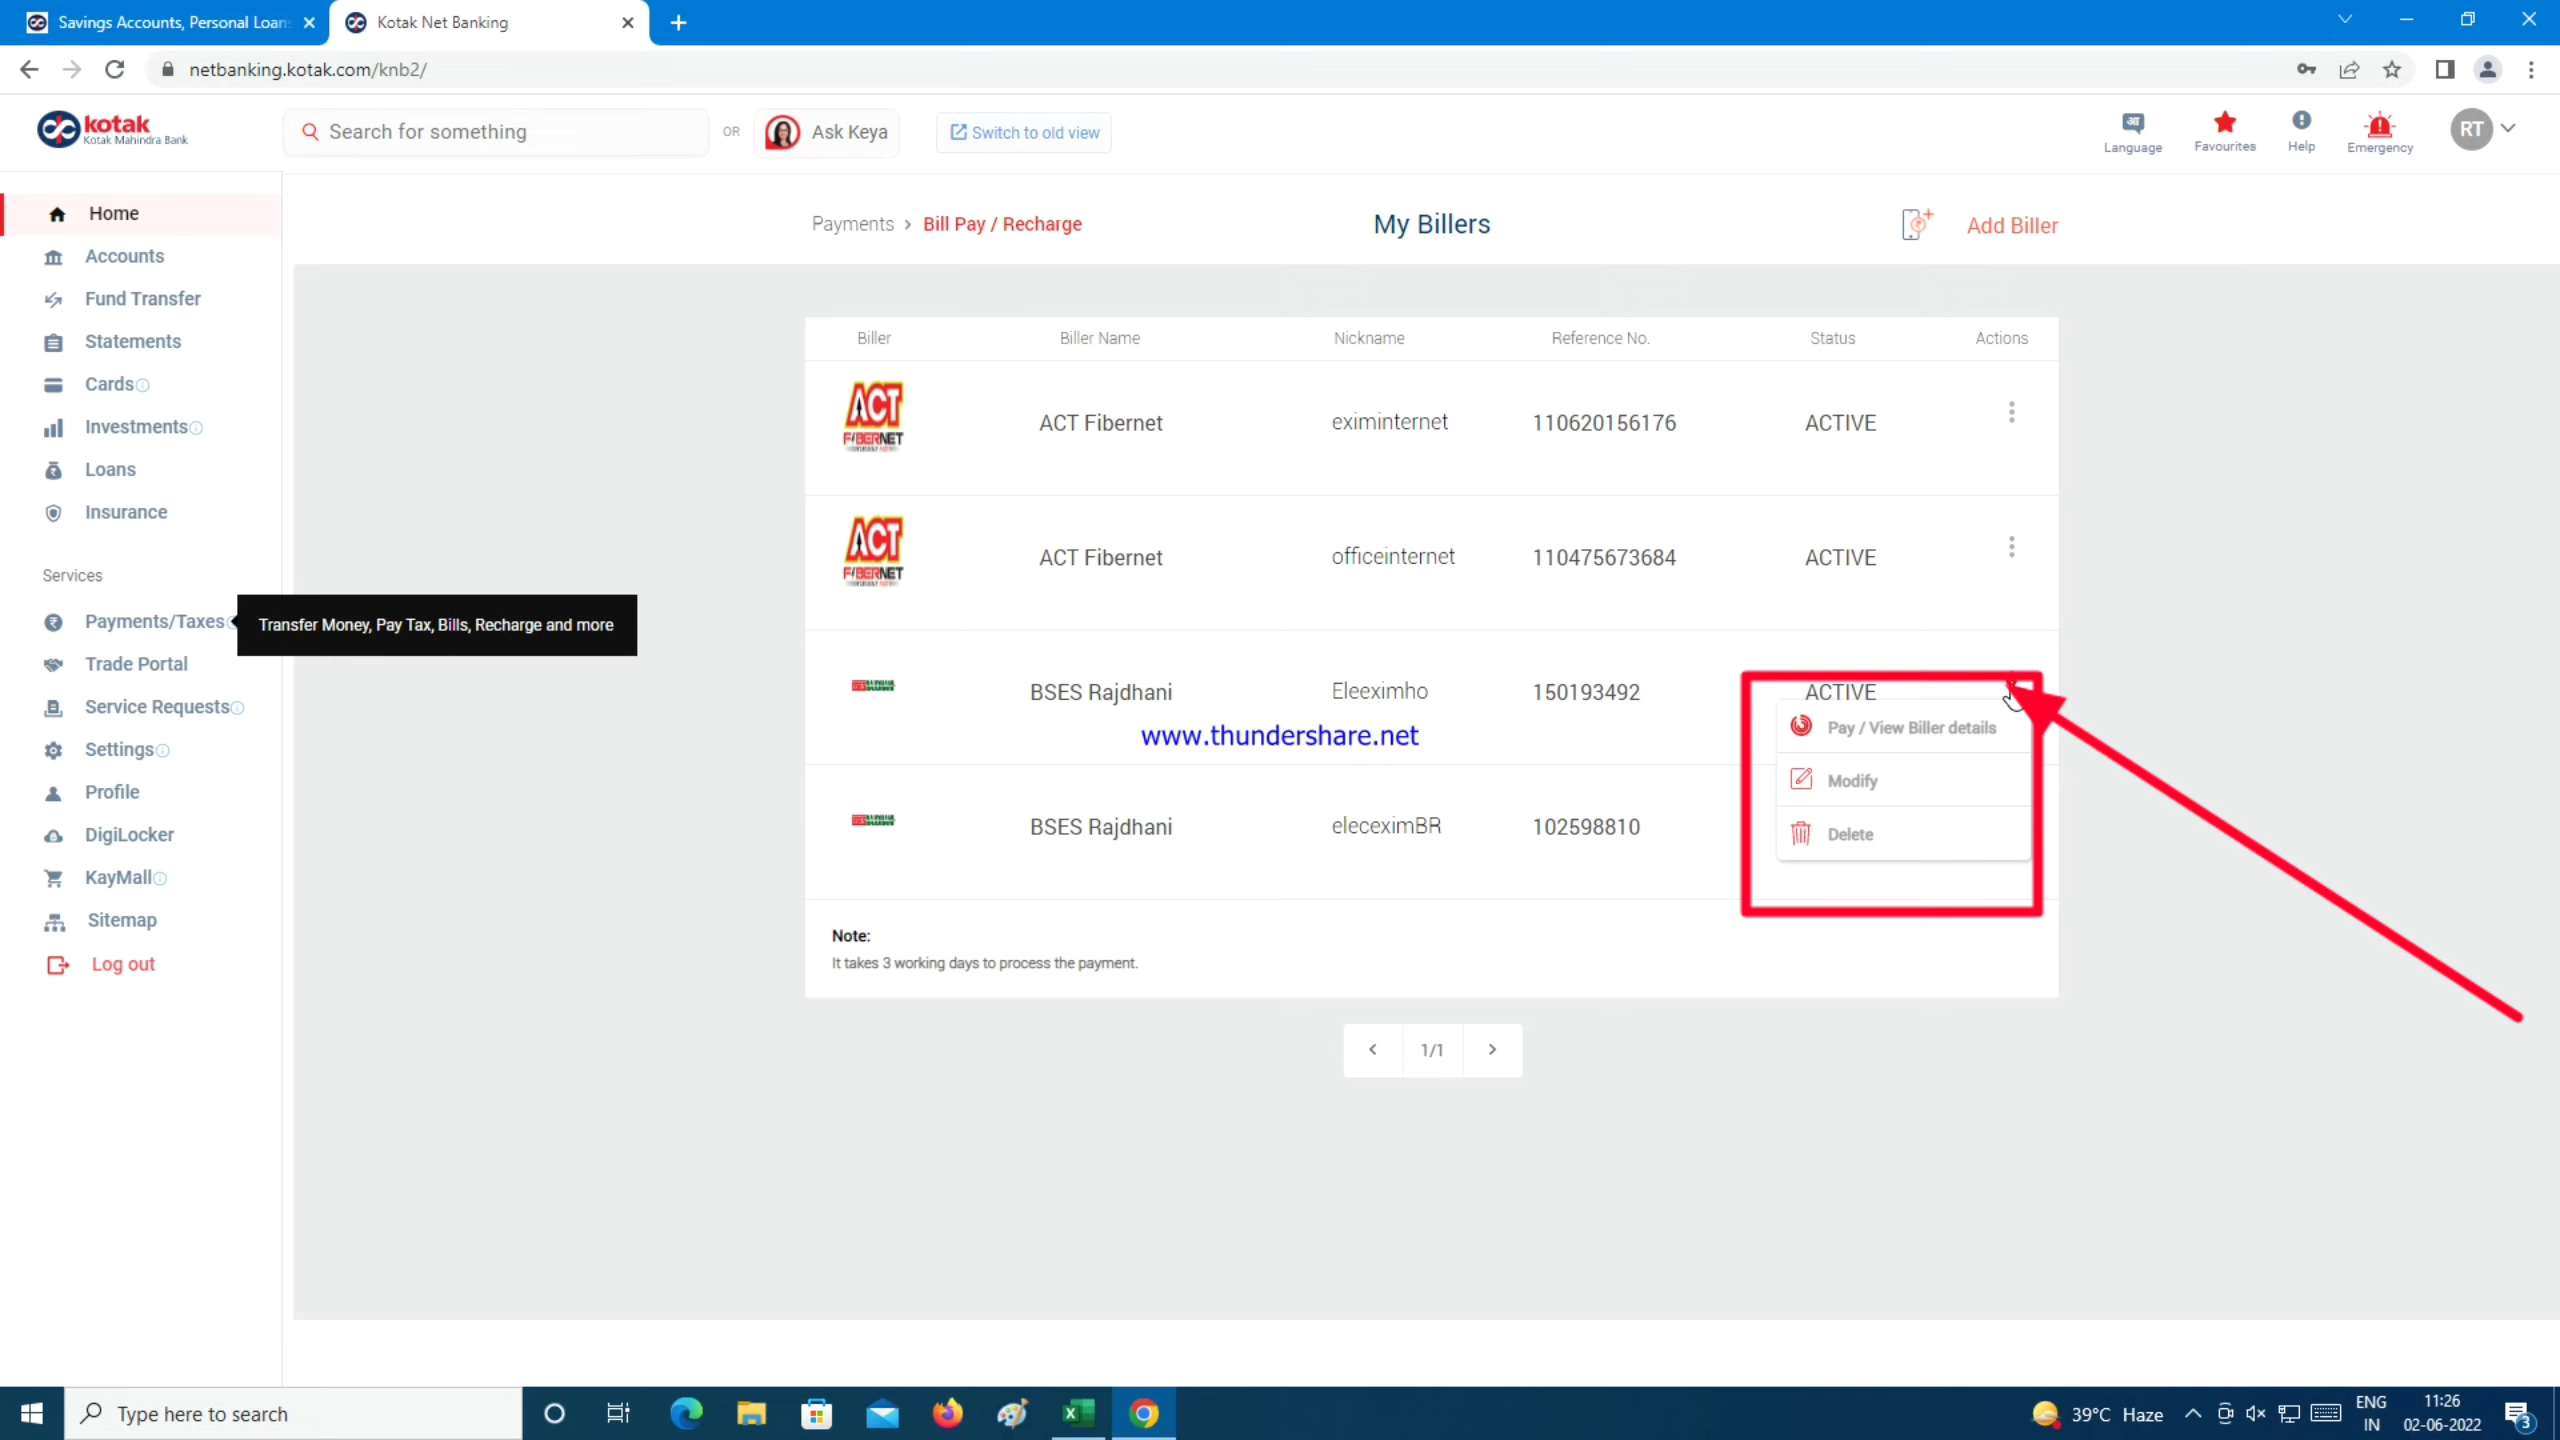 Savings Accounts, Personal Loan
Kotak Net Banking
netbanking.kotak.com/knb2/
kotak
Kotak Mahindra Bank
Search for something
OR
Ask Keya
Switch to old view
Language
Favourites
Help
Emergency
RT
Home
Accounts
Fund Transfer
Statements
Cards
Investments
Loans
Insurance
Services
Payments/Taxes
Transfer Money, Pay Tax, Bills, Recharge and more
Trade Portal
Service Requests
Settings
Profile
DigiLocker
KayMall
Sitemap
Log out
Payments > Bill Pay / Recharge
My Billers
Add Biller
Biller Biller Name Nickname Reference No. Status Actions
ACT FIBERNET ACT Fibernet eximinternet 110620156176 ACTIVE
ACT FIBERNET ACT Fibernet officeinternet 110475673684 ACTIVE
BSES Rajdhani Eleeximho 150193492 ACTIVE
www.thundershare.net
Pay / View Biller details
Modify
Delete
BSES Rajdhani eleceximBR 102598810
Note:
It takes 3 working days to process the payment.
< 1/1 >
Type here to search
39°C Haze
ENG
IN
11:26
02-06-2022
3